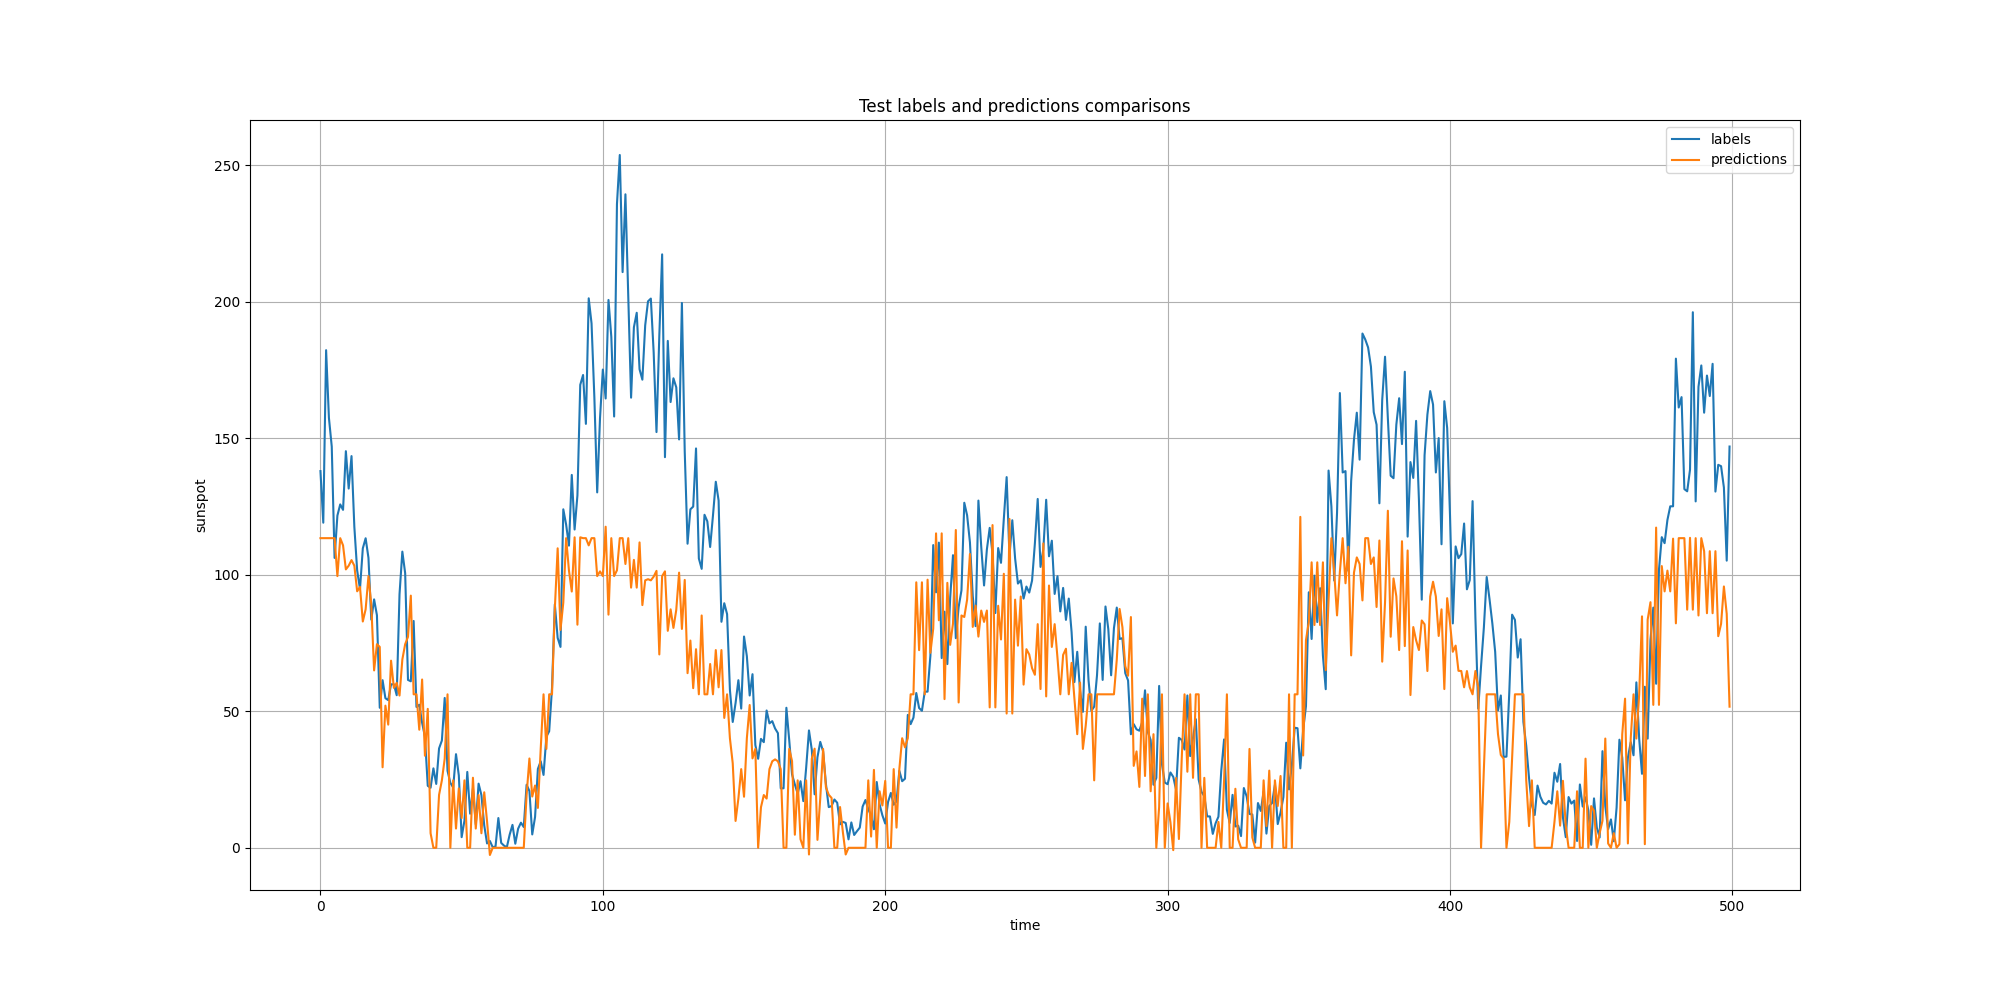 Test labels and predictions comparisons
labels
predictions
250
200
150
100
50
0
sunspot
0 100 200 300 400 500
time